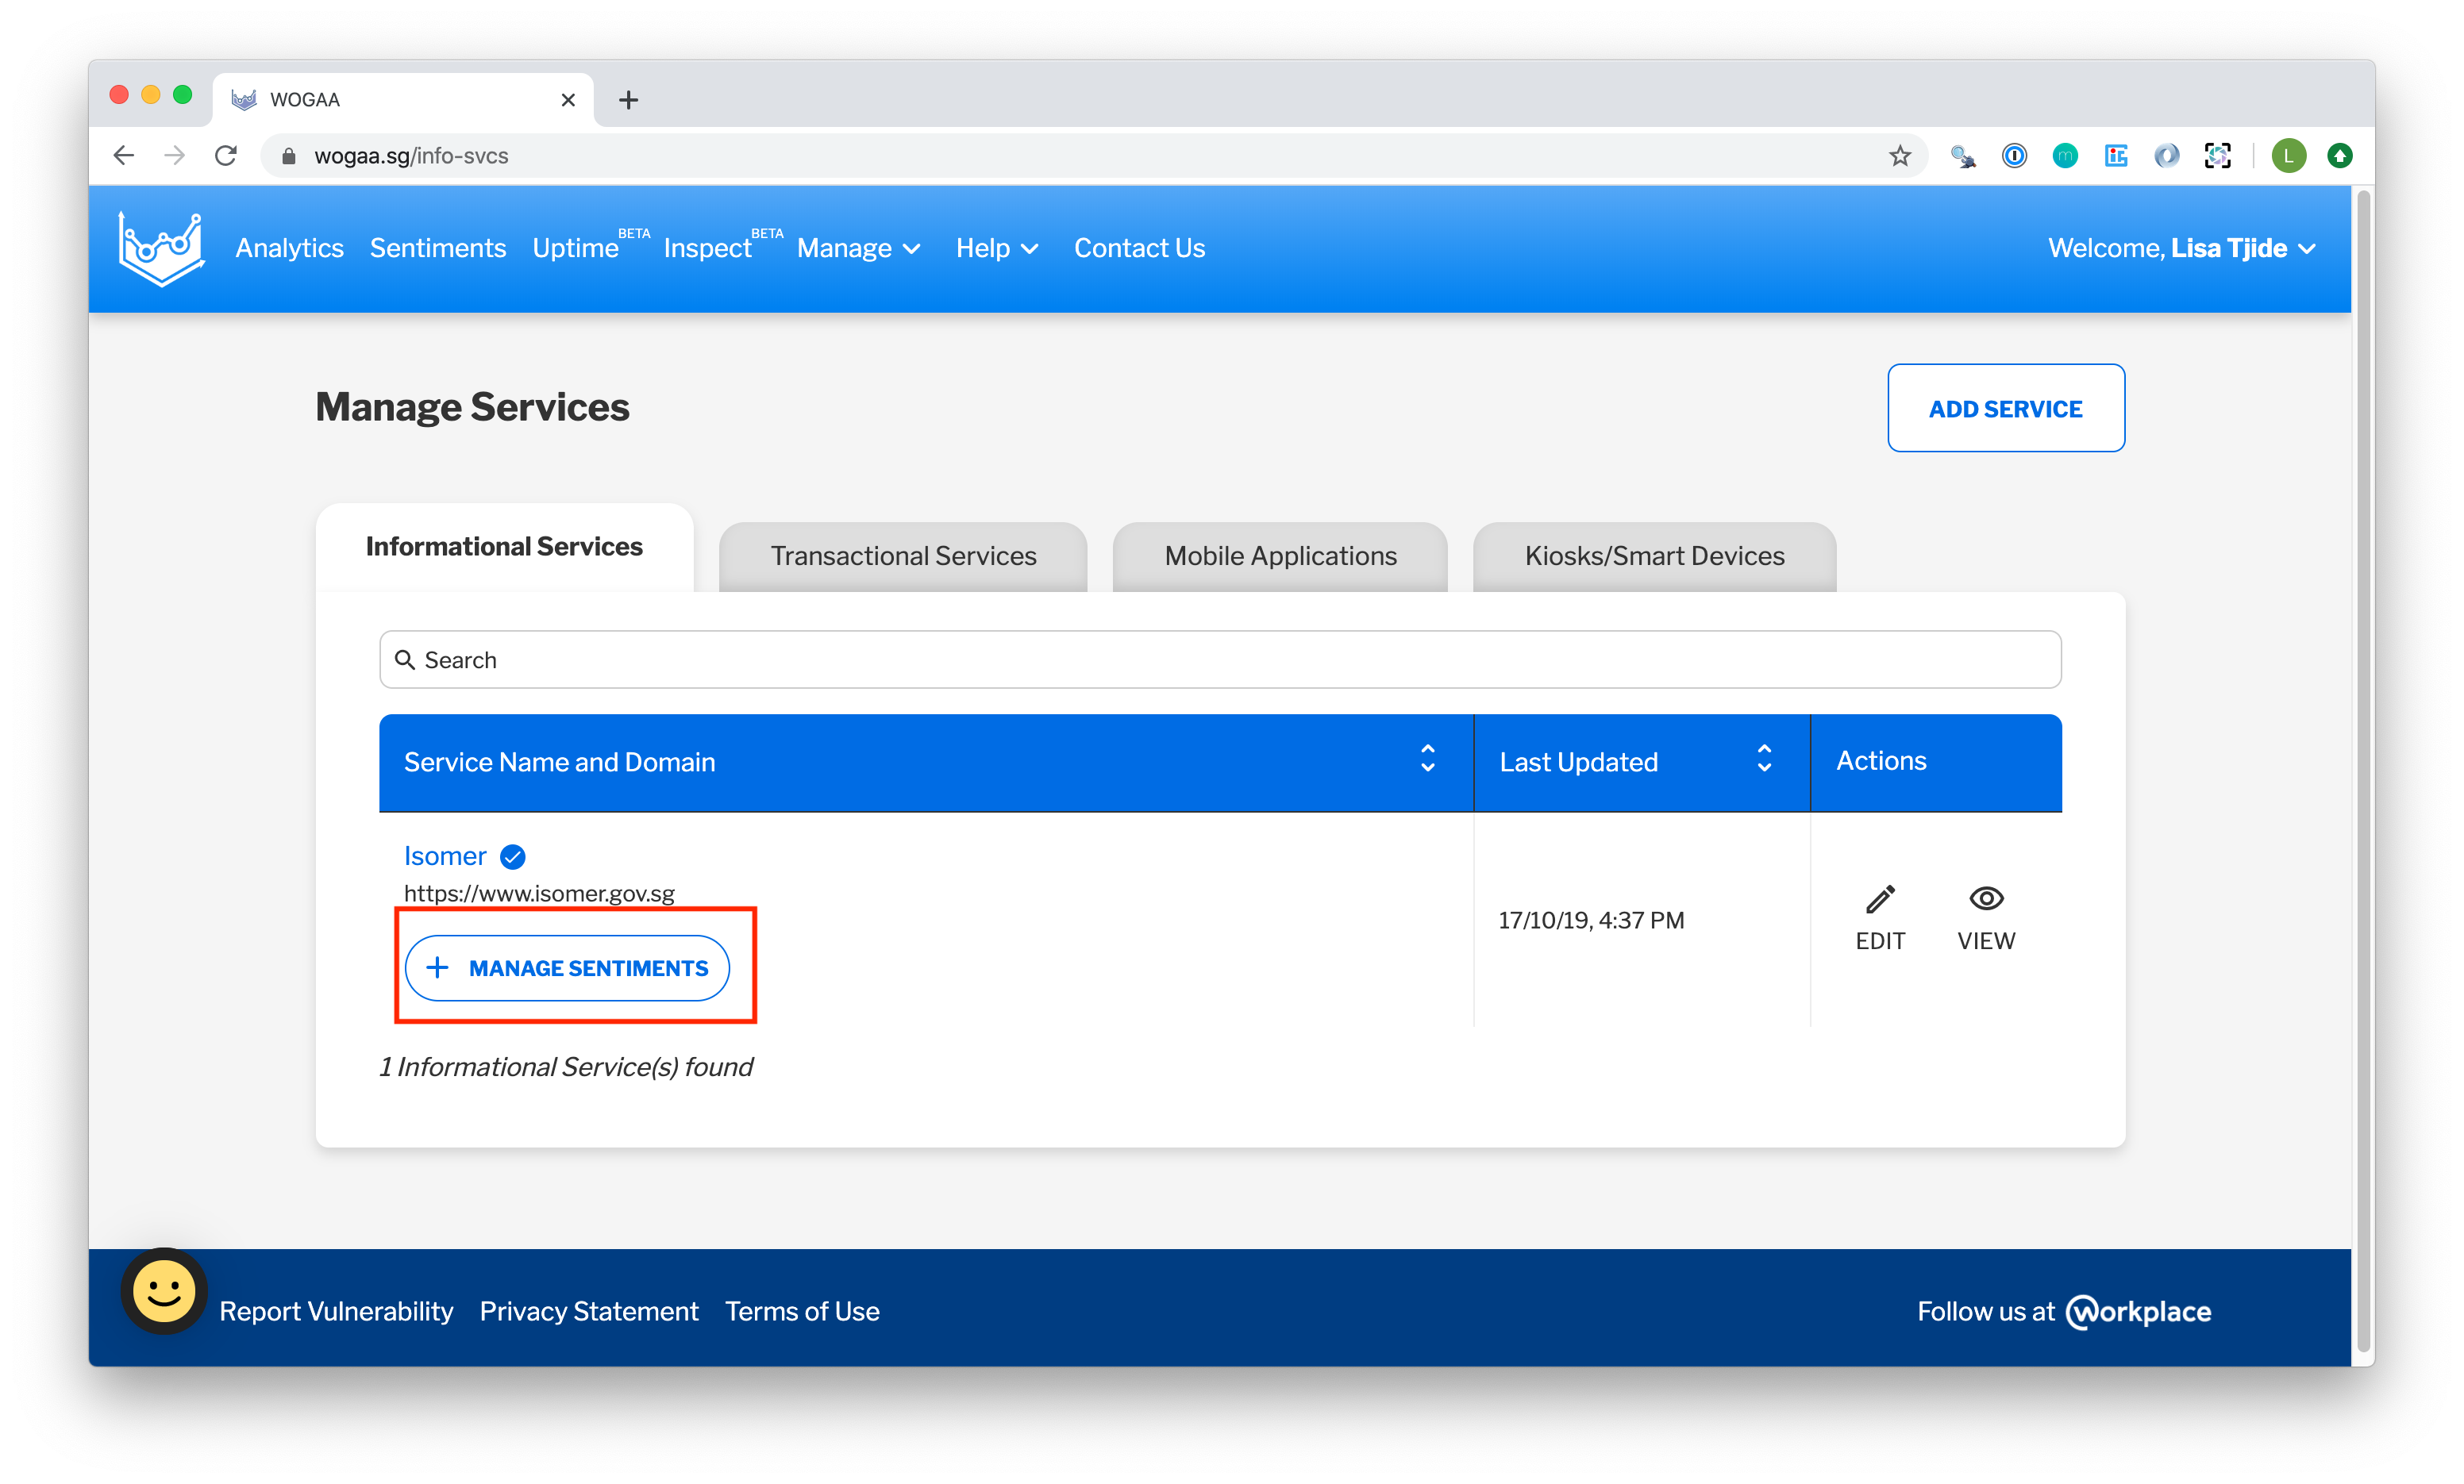 WOGAA
wogaa.sg/info-svcs
L
Analytics Sentiments Uptime BETA Inspect BETA Manage Help Contact Us Welcome, Lisa Tjide
Manage Services
ADD SERVICE
Informational Services Transactional Services Mobile Applications Kiosks/Smart Devices
Search
Service Name and Domain Last Updated Actions
Isomer
https://www.isomer.gov.sg
17/10/19, 4:37 PM
EDIT VIEW
+ MANAGE SENTIMENTS
1 Informational Service(s) found
Report Vulnerability Privacy Statement Terms of Use Follow us at workplace